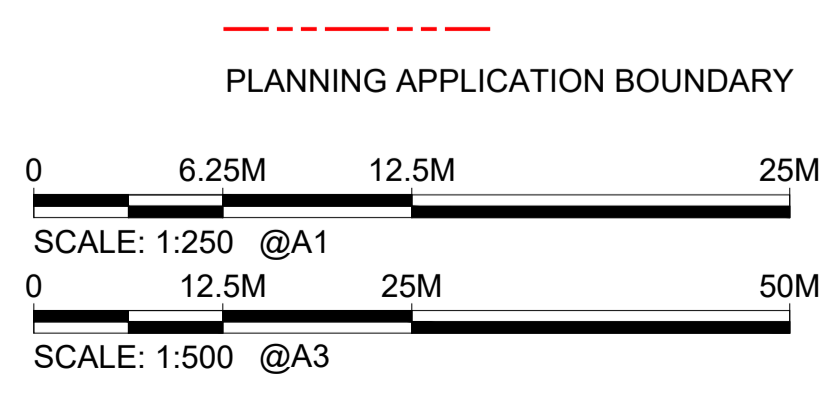 PLANNING APPLICATION BOUNDARY
0 6.25M 12.5M 25M
SCALE: 1:250 @A1
0 12.5M 25M 50M
SCALE: 1:500 @A3